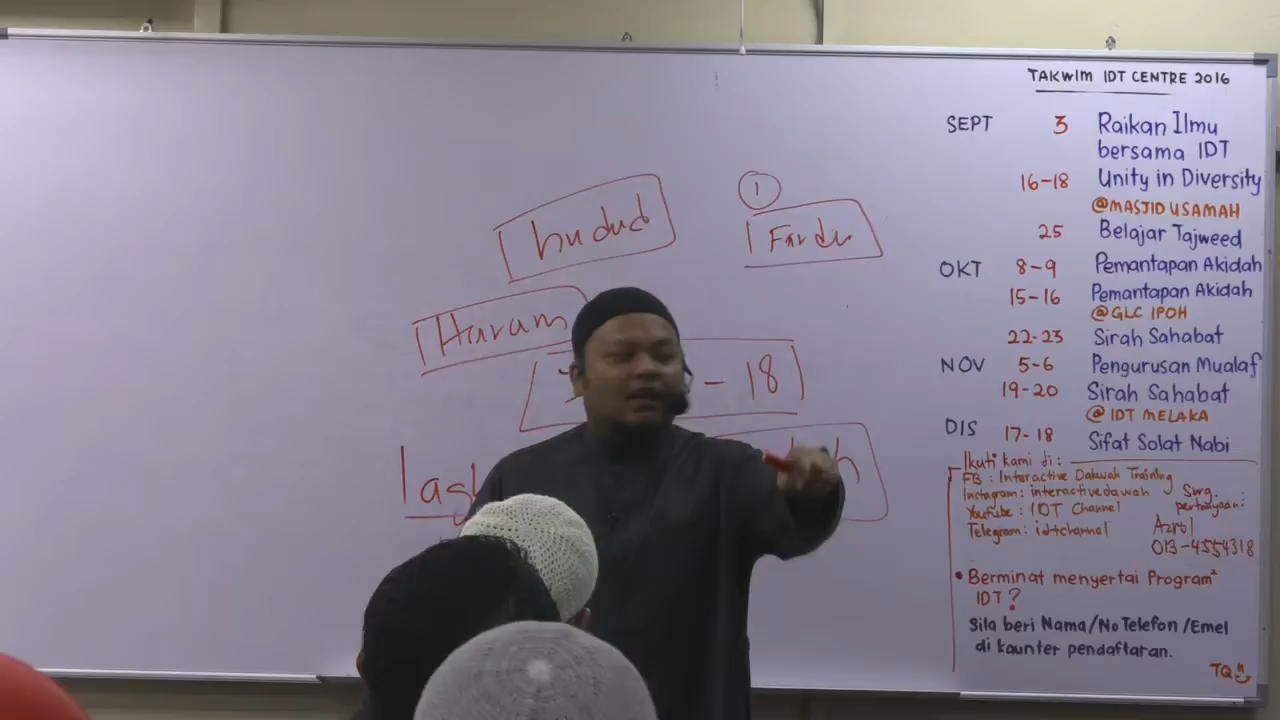 TAKWIM IDT CENTRE 2016
SEPT 3 Raikan Ilmu
bersama IDT
16-18 Unity in Diversity
@MASJID USAMAH
25 Belajar Tajweed
OKT 8-9 Pemantapan Akidah
15-16 Pemantapan Akidah
@GLC IPOH
22-23 Sirah Sahabat
NOV 5-6 Pengurusan Mualaf
19-20 Sirah Sahabat
@IDT MELAKA
DIS 17-18 Sifat Solat Nabi
Ikuti kami di:
FB: Interactive Dakwah Training
Instagram: interactivedawah
Youtube: IDT Channel
Telegram: idtchannel
Swg.
pertanyaan:
Azrol
013-4554318
• Berminat menyertai Program²
IDT?
Sila beri Nama/No Telefon/Emel
di kaunter pendaftaran.
TQ
hudud
1
Fardu
Haram
- 18